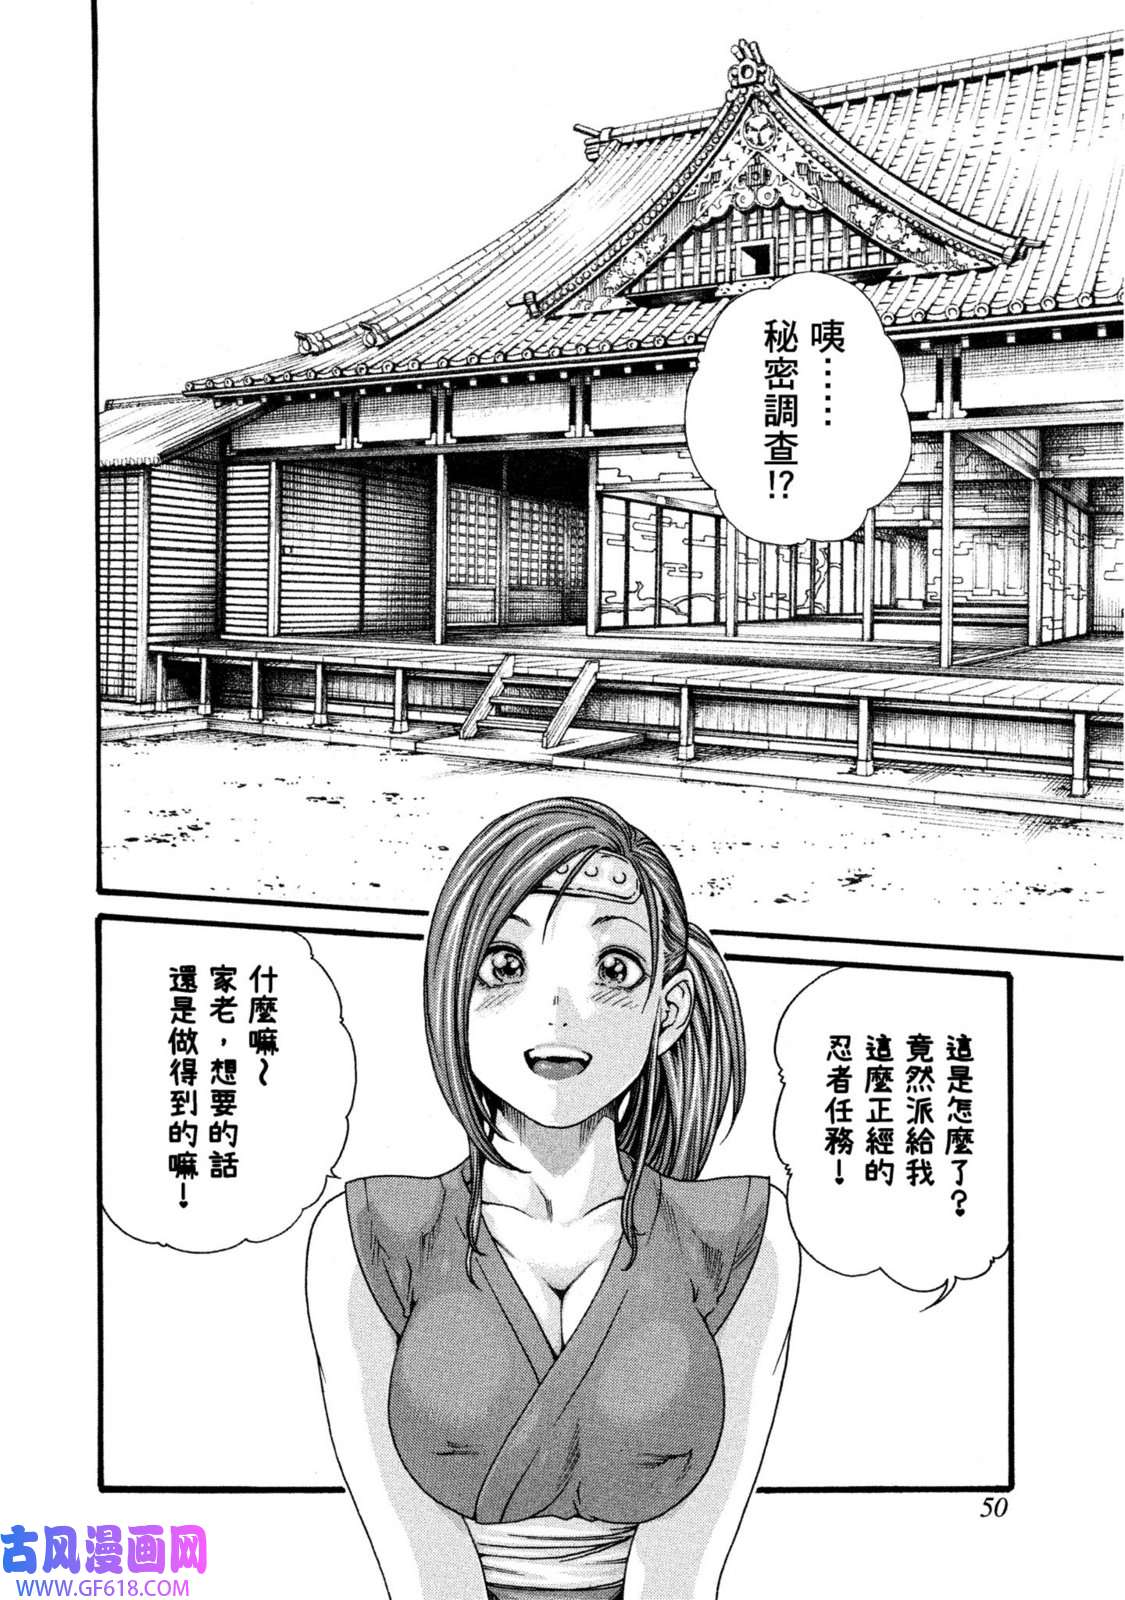 咦……
秘密調查!?
這是怎麼了？
竟然派給我
這麼正經的
忍者任務！
什麼嘛~
家老，想要的話
還是做得到的嘛！
50
古风漫画网
WWW.GF618.COM